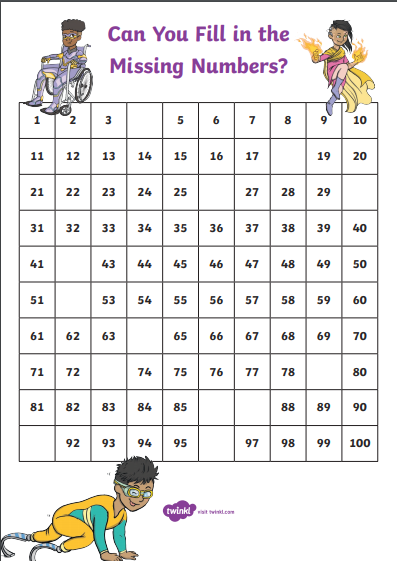 Can You Fill in the
Missing Numbers?
1 2 3 5 6 7 8 9 10
11 12 13 14 15 16 17 19 20
21 22 23 24 25 27 28 29
31 32 33 34 35 36 37 38 39 40
41 43 44 45 46 47 48 49 50
51 53 54 55 56 57 58 59 60
61 62 63 65 66 67 68 69 70
71 72 74 75 76 77 78 80
81 82 83 84 85 88 89 90
92 93 94 95 97 98 99 100
twinkl visit twinkl.com